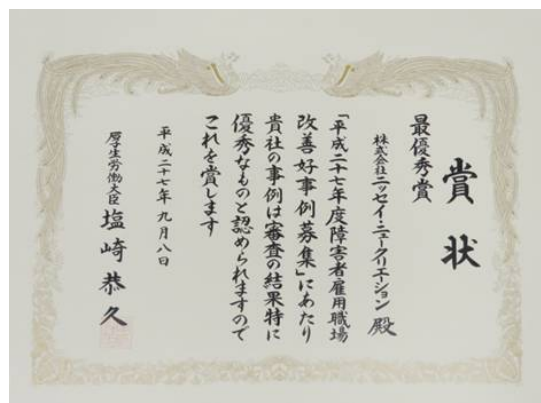 賞状
最優秀賞
株式会社ニッセイ・ニュークリエーション 殿
「平成二十七年度障害者雇用職場
改善好事例募集」にあたり
貴社の事例は審査の結果特に
優秀なものと認められますので
これを賞します
平成二十七年九月八日
厚生労働大臣 塩崎恭久